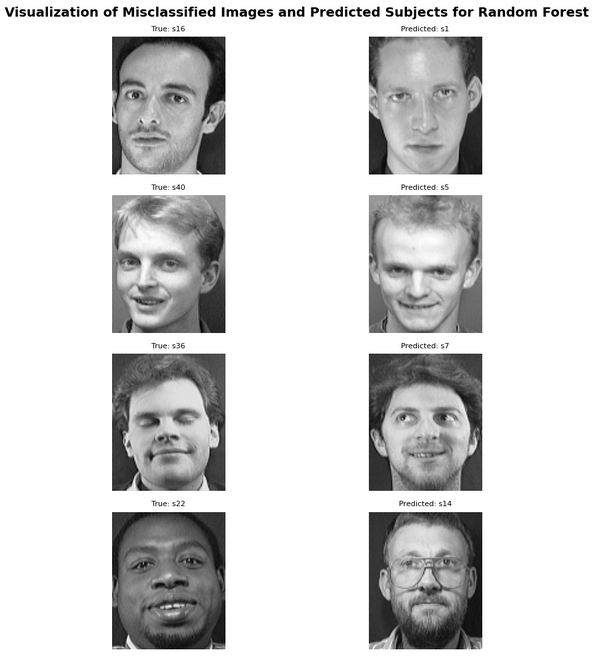 Visualization of Misclassified Images and Predicted Subjects for Random Forest
True: s16
Predicted: s1
True: s40
Predicted: s5
True: s36
Predicted: s7
True: s22
Predicted: s14